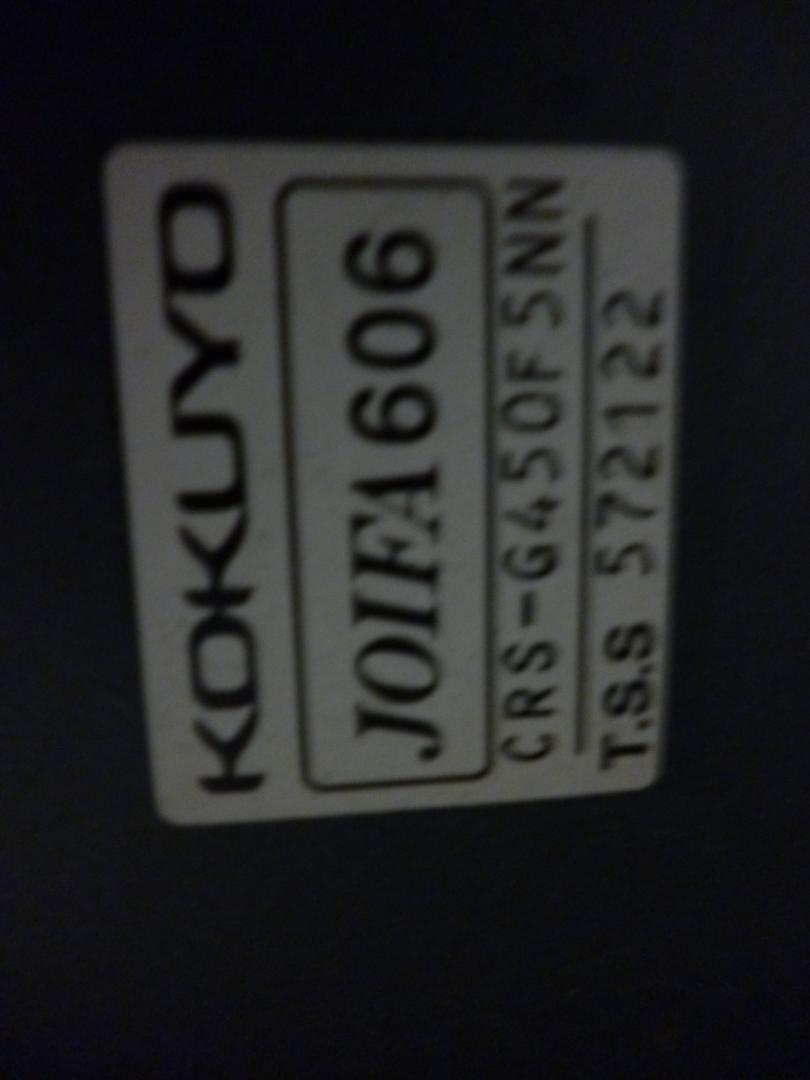 KOKUYO
JOIFA 606
CRS-G450F5NN
T.S.S 572122